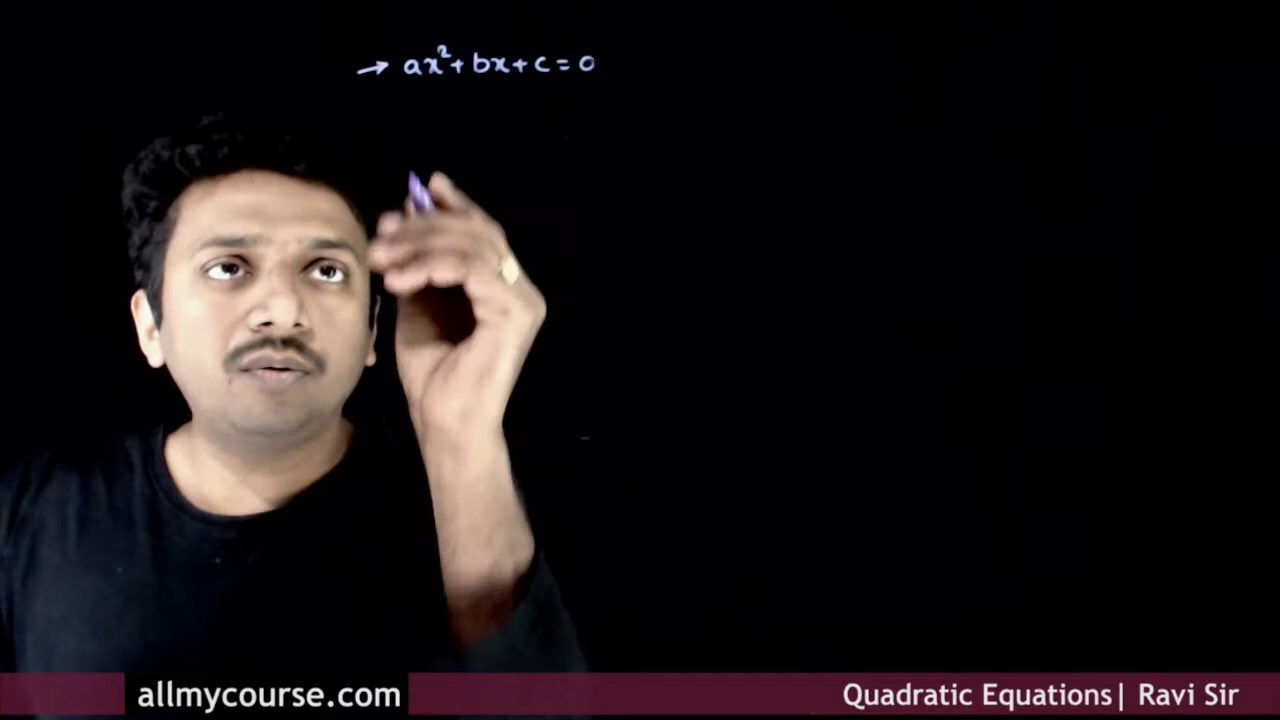 → ax²+ bx + c = 0
allmycourse.com
Quadratic Equations| Ravi Sir